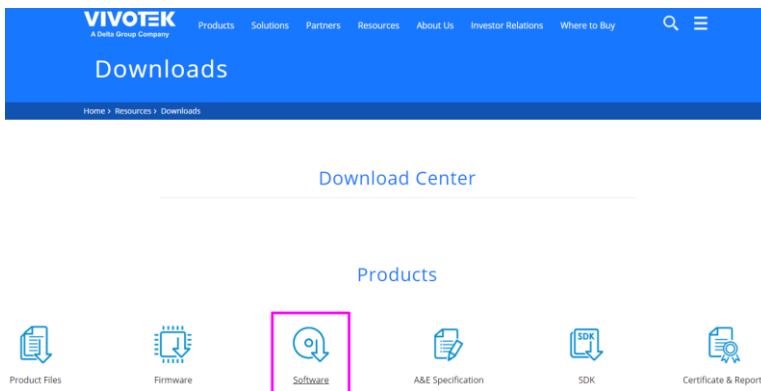 VIVOTEK
A Delta Group Company
Products Solutions Partners Resources About Us Investor Relations Where to Buy
Downloads
Home > Resources > Downloads
Download Center
Products
SDK
Product Files Firmware Software A&E Specification SDK Certificate & Report